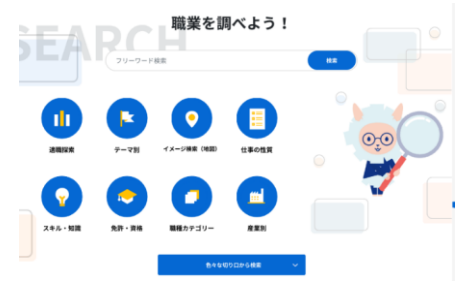 SEARCH
職業を調べよう！
フリーワード検索
検索
適職探索
テーマ別
イメージ検索（地図）
仕事の性質
スキル・知識
免許・資格
職種カテゴリー
産業別
色々な切り口から検索